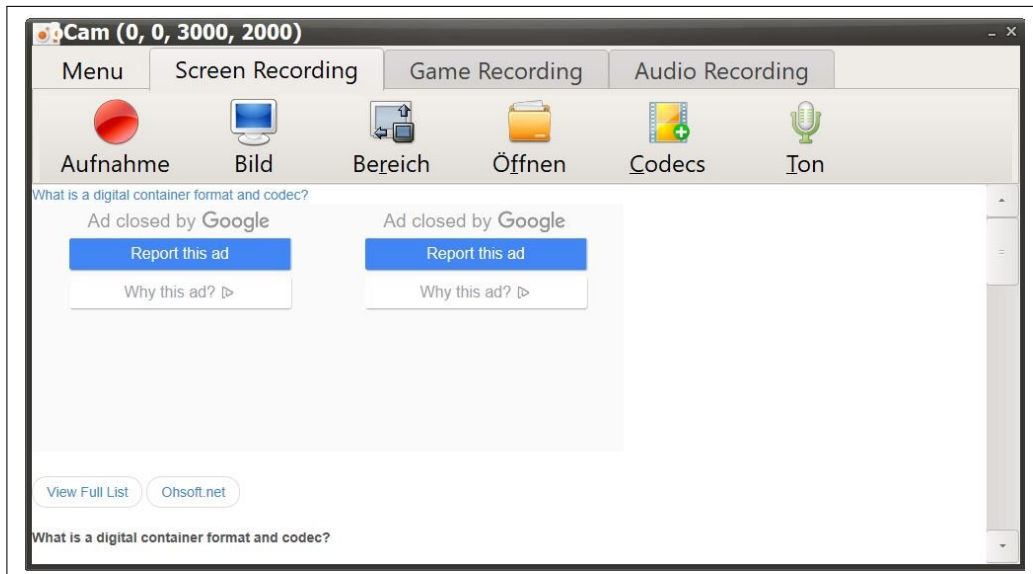 oCam (0, 0, 3000, 2000)
Menu Screen Recording Game Recording Audio Recording
Aufnahme Bild Bereich Öffnen Codecs Ton
What is a digital container format and codec?
Ad closed by Google Ad closed by Google
Report this ad Report this ad
Why this ad? Why this ad?
View Full List Ohsoft.net
What is a digital container format and codec?